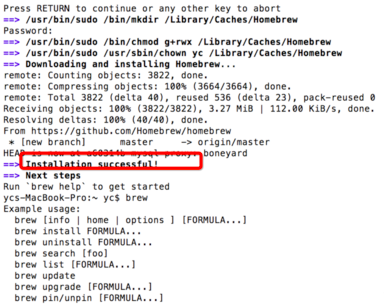 Press RETURN to continue or any other key to abort
==> /usr/bin/sudo /bin/mkdir /Library/Caches/Homebrew
Password:
==> /usr/bin/sudo /bin/chmod g+rwx /Library/Caches/Homebrew
==> /usr/bin/sudo /usr/sbin/chown yc /Library/Caches/Homebrew
==> Downloading and installing Homebrew...
remote: Counting objects: 3822, done.
remote: Compressing objects: 100% (3664/3664), done.
remote: Total 3822 (delta 40), reused 536 (delta 23), pack-reused 0
Receiving objects: 100% (3822/3822), 3.27 MiB | 112.00 KiB/s, done.
Resolving deltas: 100% (40/40), done.
From https://github.com/Homebrew/homebrew
* [new branch] master -> origin/master
HEAD is now at a68314b mysql-proxy: boneyard
==> Installation successful!
==> Next steps
Run `brew help` to get started
ycs-MacBook-Pro:~ yc$ brew
Example usage:
brew [info | home | options ] [FORMULA...]
brew install FORMULA...
brew uninstall FORMULA...
brew search [foo]
brew list [FORMULA...]
brew update
brew upgrade [FORMULA...]
brew pin/unpin [FORMULA...]